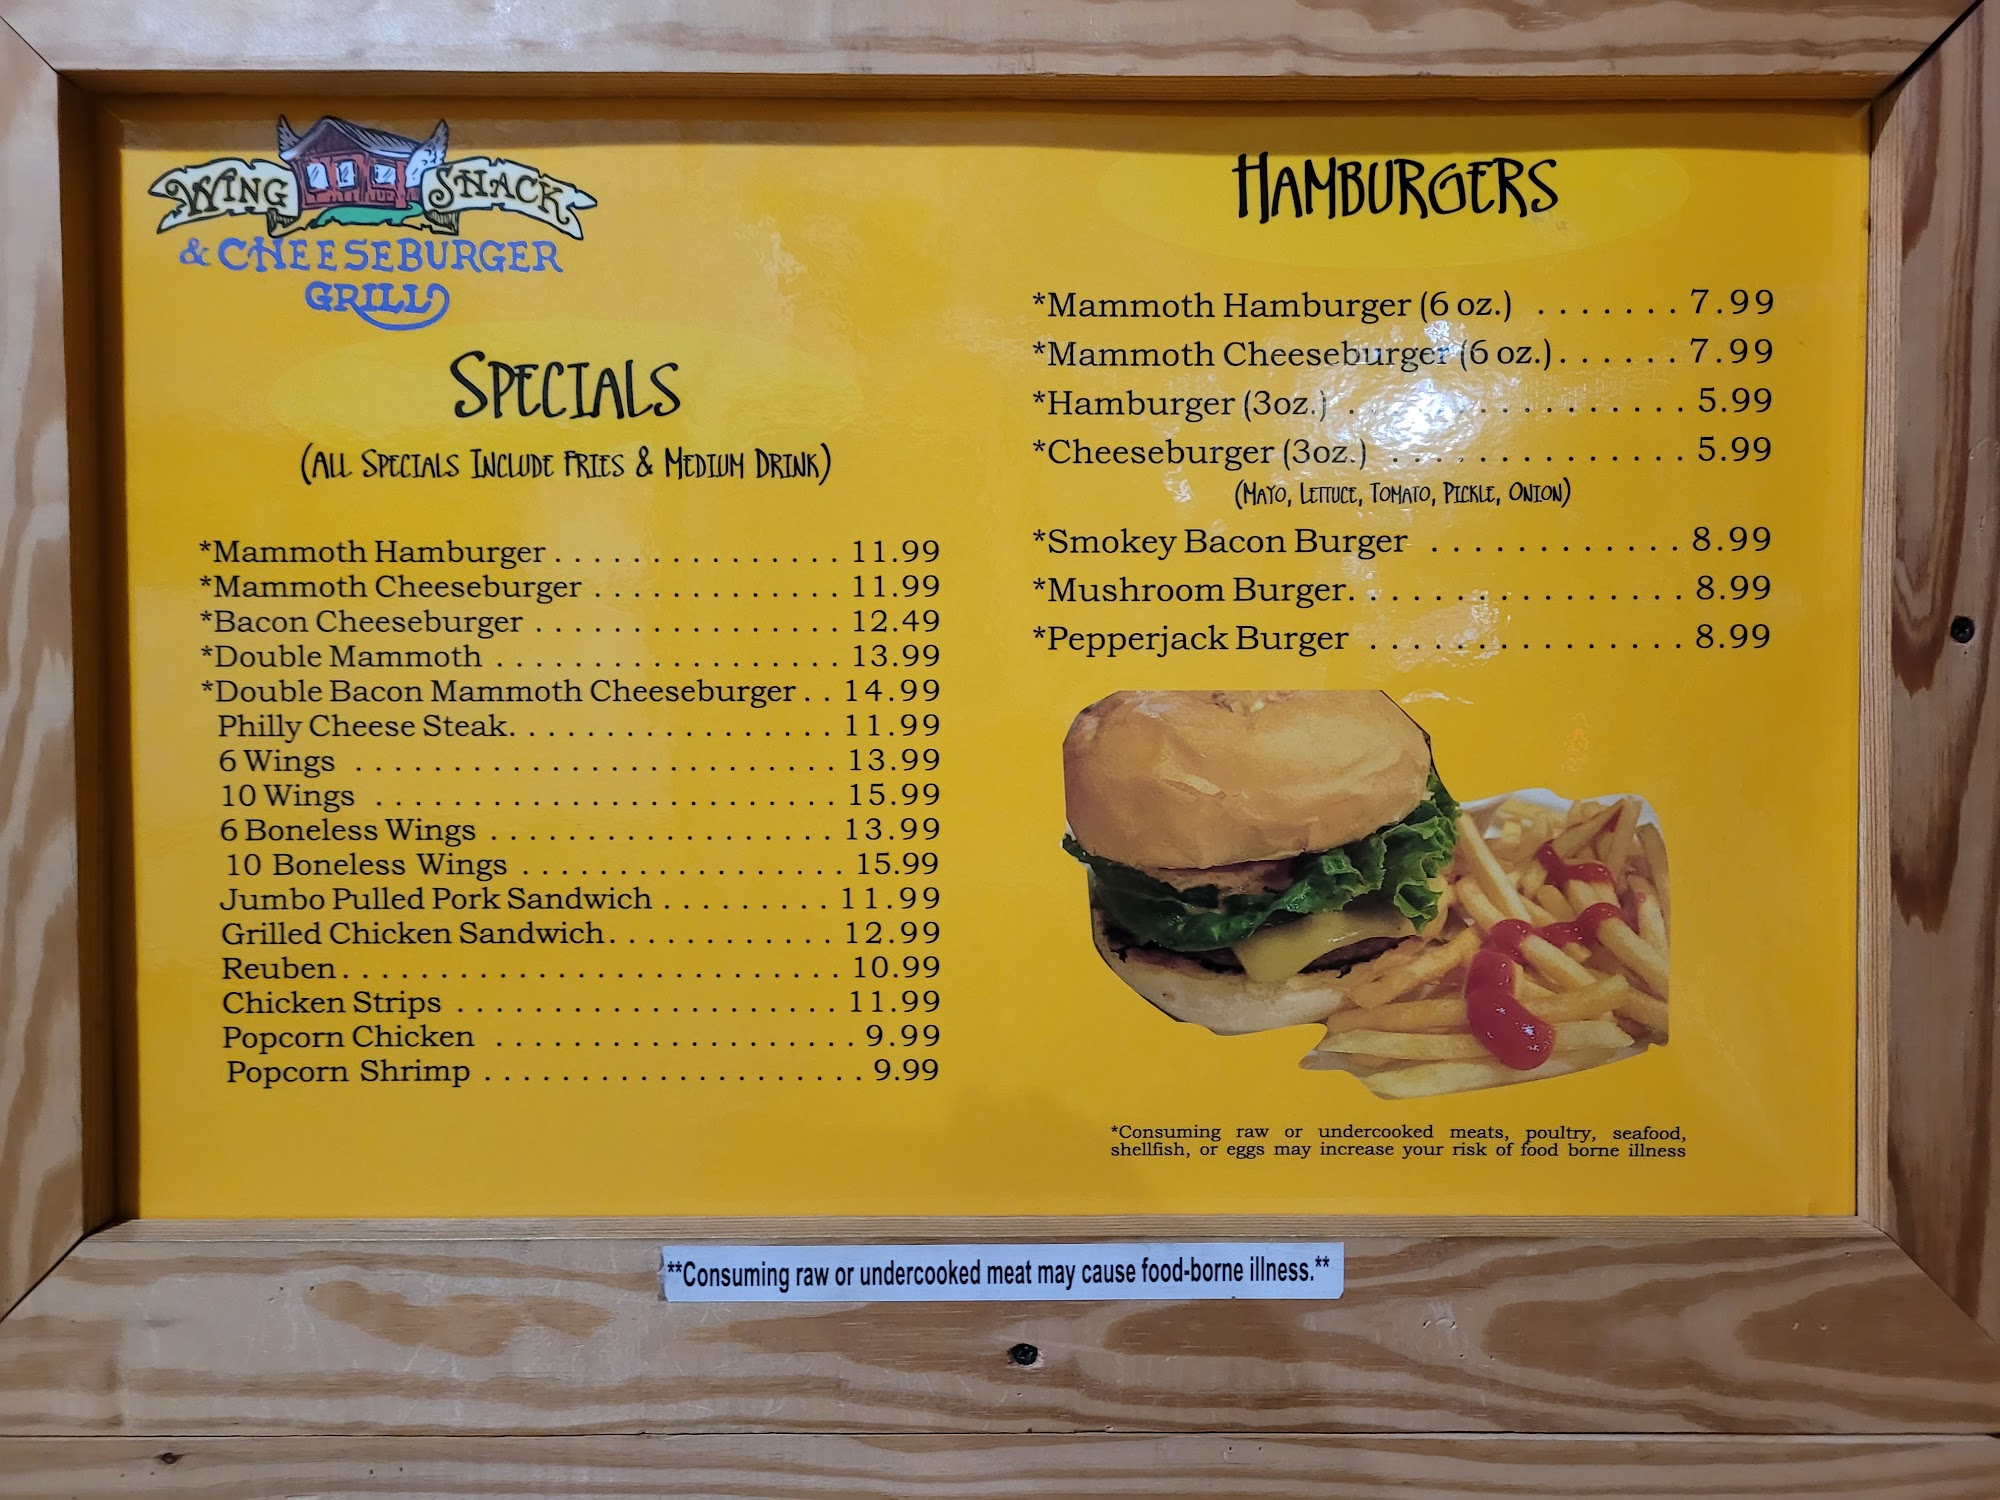 WING SHACK
& CHEESEBURGER
GRILL
SPECIALS
(ALL SPECIALS INCLUDE FRIES & MEDIUM DRINK)
*Mammoth Hamburger . . . . . . . . . . . . . . . 11.99
*Mammoth Cheeseburger . . . . . . . . . . . . . 11.99
*Bacon Cheeseburger . . . . . . . . . . . . . . . . 12.49
*Double Mammoth . . . . . . . . . . . . . . . . . . 13.99
*Double Bacon Mammoth Cheeseburger . . 14.99
Philly Cheese Steak. . . . . . . . . . . . . . . . . 11.99
6 Wings . . . . . . . . . . . . . . . . . . . . . . . . . 13.99
10 Wings . . . . . . . . . . . . . . . . . . . . . . . . 15.99
6 Boneless Wings . . . . . . . . . . . . . . . . . . 13.99
10 Boneless Wings . . . . . . . . . . . . . . . . . 15.99
Jumbo Pulled Pork Sandwich . . . . . . . . . 11.99
Grilled Chicken Sandwich. . . . . . . . . . . . 12.99
Reuben. . . . . . . . . . . . . . . . . . . . . . . . . . 10.99
Chicken Strips . . . . . . . . . . . . . . . . . . . . 11.99
Popcorn Chicken . . . . . . . . . . . . . . . . . . . 9.99
Popcorn Shrimp . . . . . . . . . . . . . . . . . . . 9.99
HAMBURGERS
*Mammoth Hamburger (6 oz.) . . . . . . . 7.99
*Mammoth Cheeseburger (6 oz.). . . . . . 7.99
*Hamburger (3oz.) . . . . . . . . . . . . . . . . 5.99
*Cheeseburger (3oz.) . . . . . . . . . . . . . . 5.99
(MAYO, LETTUCE, TOMATO, PICKLE, ONION)
*Smokey Bacon Burger . . . . . . . . . . . . 8.99
*Mushroom Burger. . . . . . . . . . . . . . . . 8.99
*Pepperjack Burger . . . . . . . . . . . . . . . 8.99
*Consuming raw or undercooked meats, poultry, seafood,
shellfish, or eggs may increase your risk of food borne illness
**Consuming raw or undercooked meat may cause food-borne illness.**